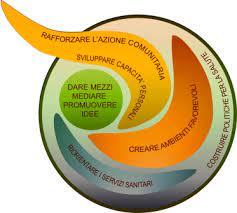 RAFFORZARE L'AZIONE COMUNITARIA
SVILUPPARE CAPACITA' PERSONALI
DARE MEZZI
MEDIARE
PROMUOVERE
IDEE
CREARE AMBIENTI FAVOREVOLI
COSTRUIRE POLITICHE PER LA SALUTE
RIORIENTARE I SERVIZI SANITARI